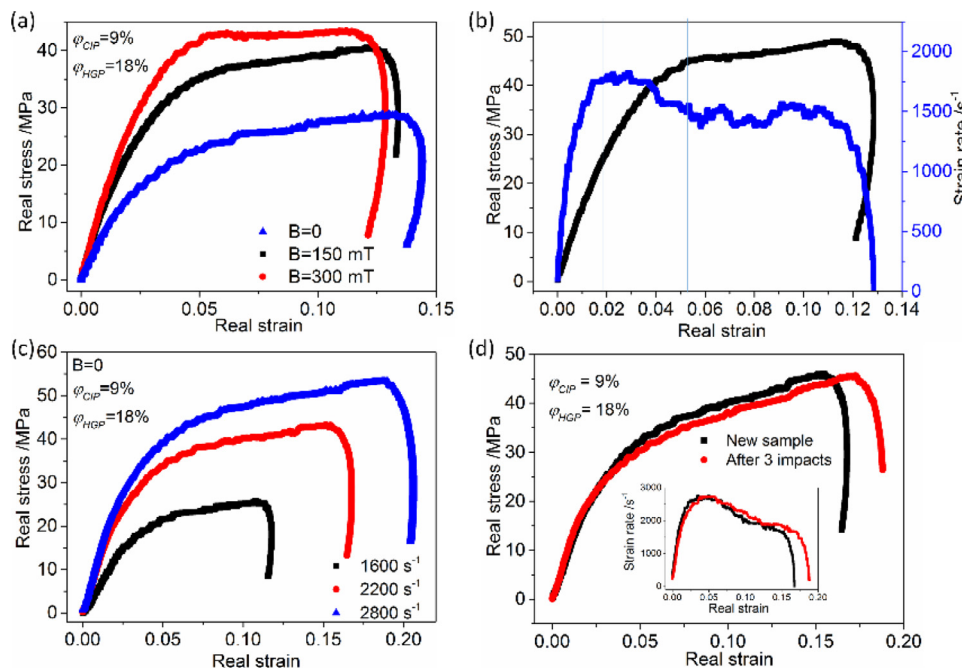 (a)
φCIP=9%
φHGP=18%
Real stress /MPa
40
30
20
10
0
B=0
B=150 mT
B=300 mT
0.00 0.05 0.10 0.15
Real strain
(b)
Real stress /MPa
50
40
30
20
10
0
2000
1500
1000
500
0
Strain rate /s-1
0.00 0.02 0.04 0.06 0.08 0.10 0.12 0.14
Real strain
(c)
B=0
φCIP=9%
φHGP=18%
Real stress /MPa
60
50
40
30
20
10
0
1600 s-1
2200 s-1
2800 s-1
0.00 0.05 0.10 0.15 0.20
Real strain
(d)
φCIP = 9%
φHGP = 18%
Real stress /MPa
50
40
30
20
10
0
New sample
After 3 impacts
Strain rate /s-1
3000
2000
1000
0
0.00 0.05 0.10 0.15 0.20
Real strain
0.00 0.05 0.10 0.15 0.20
Real strain